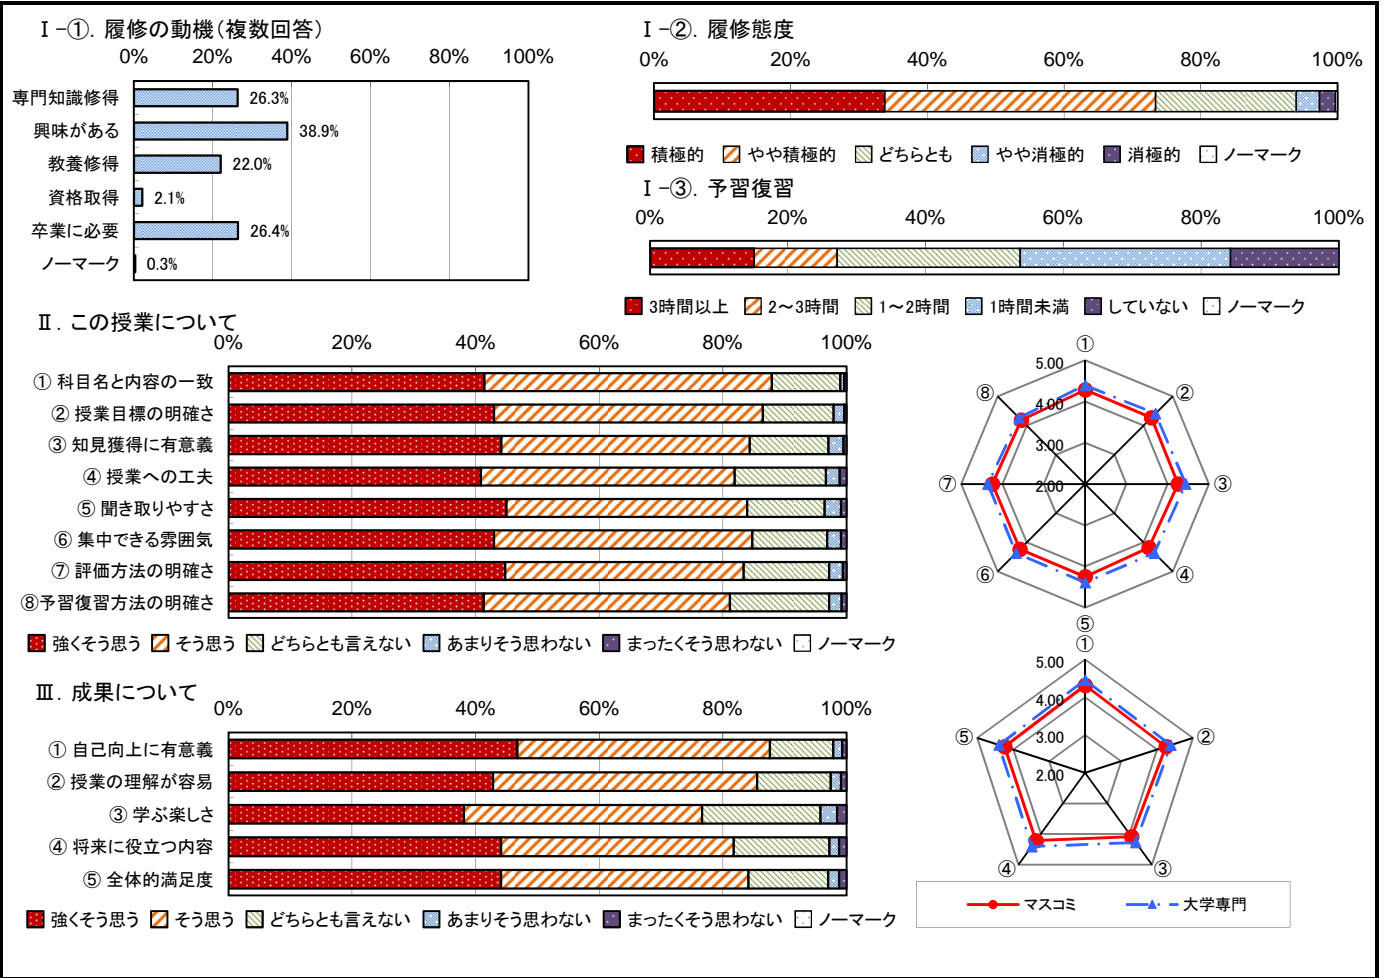 Ⅰ-①. 履修の動機(複数回答)
0% 20% 40% 60% 80% 100%
専門知識修得 26.3%
興味がある 38.9%
教養修得 22.0%
資格取得 2.1%
卒業に必要 26.4%
ノーマーク 0.3%
Ⅰ-②. 履修態度
0% 20% 40% 60% 80% 100%
積極的 やや積極的 どちらとも やや消極的 消極的 ノーマーク
Ⅰ-③. 予習復習
0% 20% 40% 60% 80% 100%
3時間以上 2～3時間 1～2時間 1時間未満 していない ノーマーク
Ⅱ. この授業について
0% 20% 40% 60% 80% 100%
① 科目名と内容の一致
② 授業目標の明確さ
③ 知見獲得に有意義
④ 授業への工夫
⑤ 聞き取りやすさ
⑥ 集中できる雰囲気
⑦ 評価方法の明確さ
⑧予習復習方法の明確さ
強くそう思う そう思う どちらとも言えない あまりそう思わない まったくそう思わない ノーマーク
①
②
③
④
⑤
⑥
⑦
⑧
5.00
4.00
3.00
2.00
Ⅲ. 成果について
0% 20% 40% 60% 80% 100%
① 自己向上に有意義
② 授業の理解が容易
③ 学ぶ楽しさ
④ 将来に役立つ内容
⑤ 全体的満足度
強くそう思う そう思う どちらとも言えない あまりそう思わない まったくそう思わない ノーマーク
①
②
③
④
⑤
5.00
4.00
3.00
2.00
マスコミ 大学専門